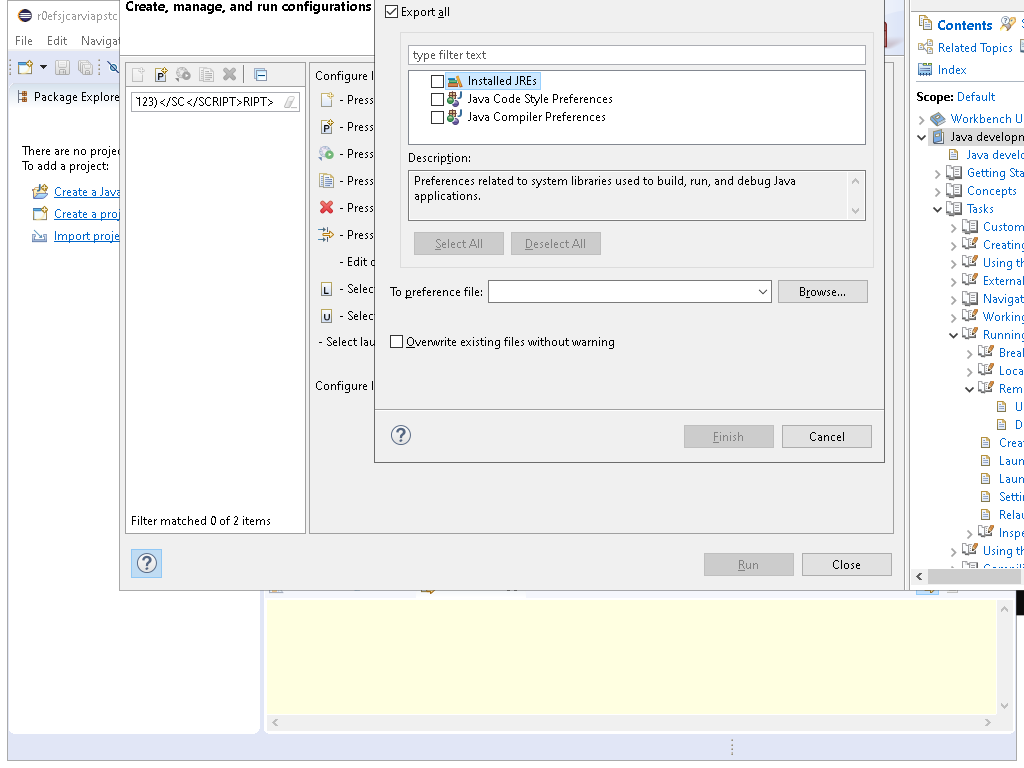 r0efsjcarviapstc
File Edit Navigat
Package Explore
There are no projec
To add a project:
Create a Java
Create a proj
Import proje
Create, manage, and run configurations
123)</SC</SCRIPT>RIPT>
Filter matched 0 of 2 items
Configure l
- Press
- Press
- Press
- Press
- Press
- Press
- Edit c
- Selec
- Selec
- Select lau
Configure l
Run
Close
Export all
type filter text
Installed JREs
Java Code Style Preferences
Java Compiler Preferences
Description:
Preferences related to system libraries used to build, run, and debug Java
applications.
Select All
Deselect All
To preference file:
Browse...
Overwrite existing files without warning
Finish
Cancel
Contents
Related Topics
Index
Scope: Default
Workbench U
Java developn
Java develo
Getting Sta
Concepts
Tasks
Custom
Creating
Using th
External
Navigat
Working
Running
Brea
Loca
Rem
U
D
Crea
Laun
Laun
Setti
Relau
Inspe
Using th